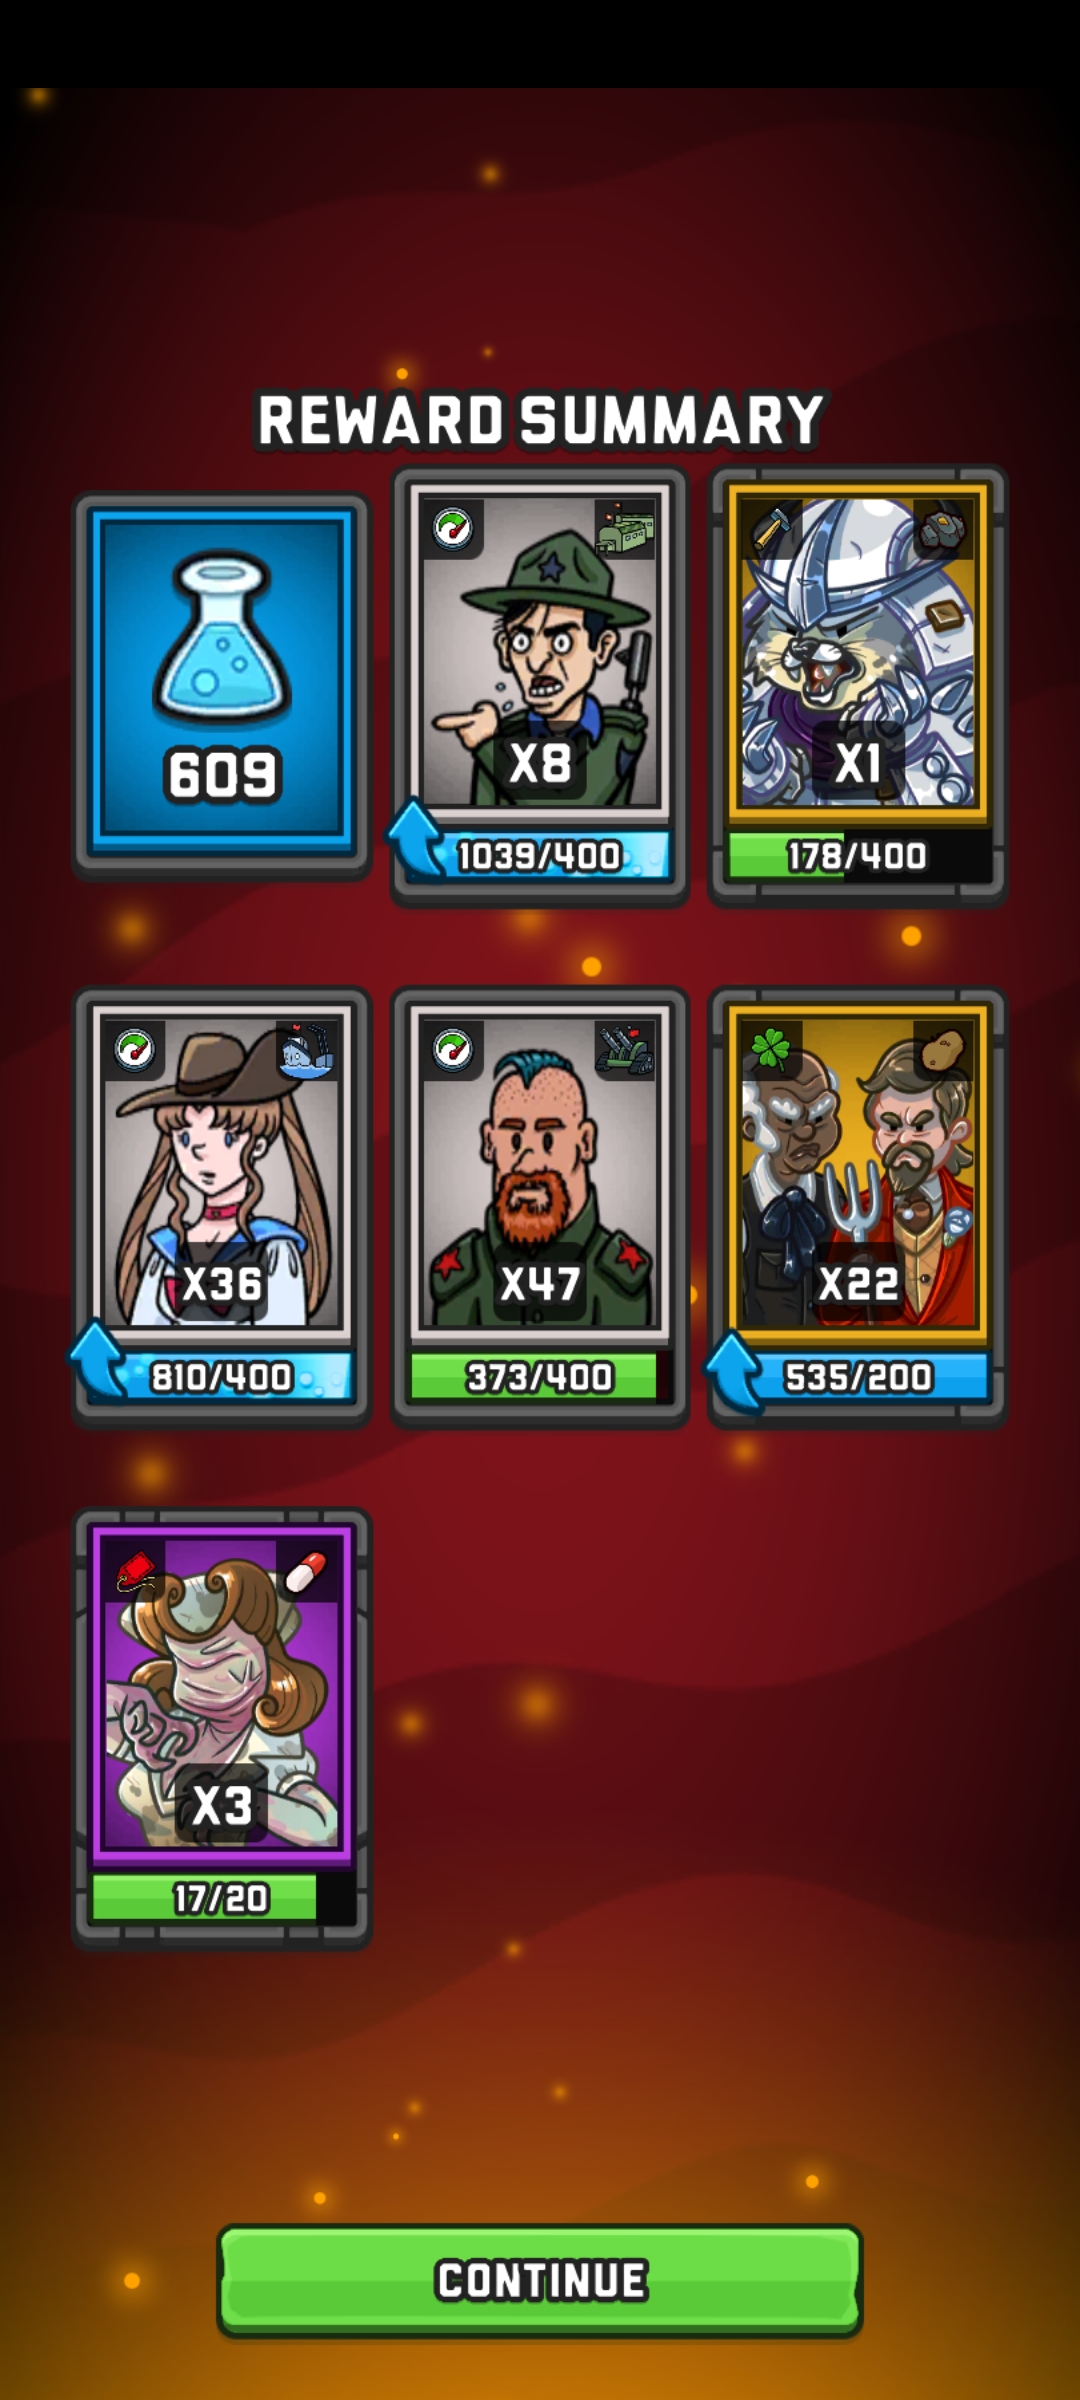 REWARD SUMMARY
609
X8
1039/400
X1
178/400
X36
810/400
X47
373/400
X22
535/200
X3
17/20
CONTINUE